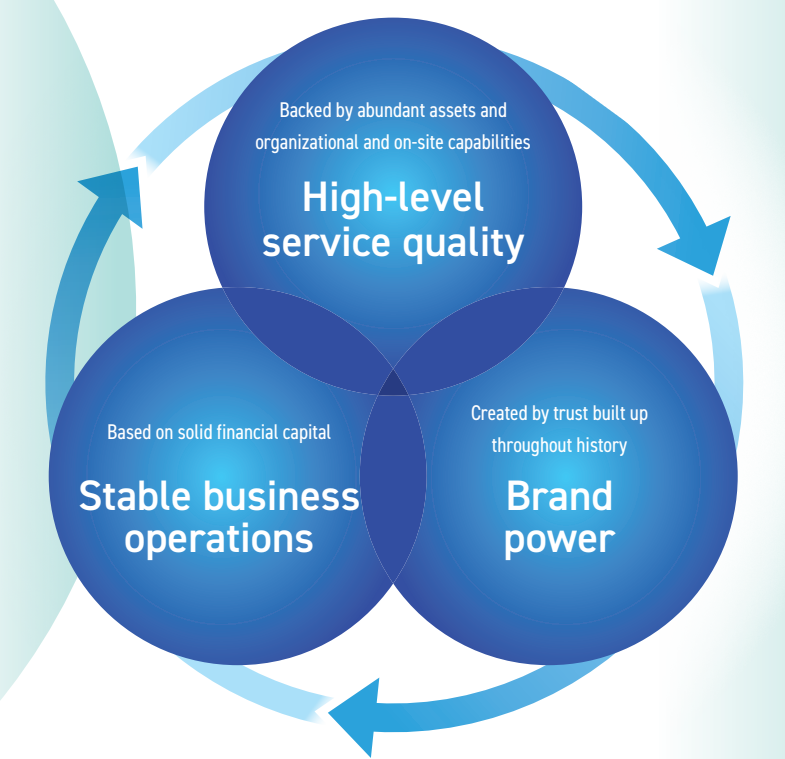 Backed by abundant assets and
organizational and on-site capabilities
High-level
service quality
Based on solid financial capital
Stable business
operations
Created by trust built up
throughout history
Brand
power